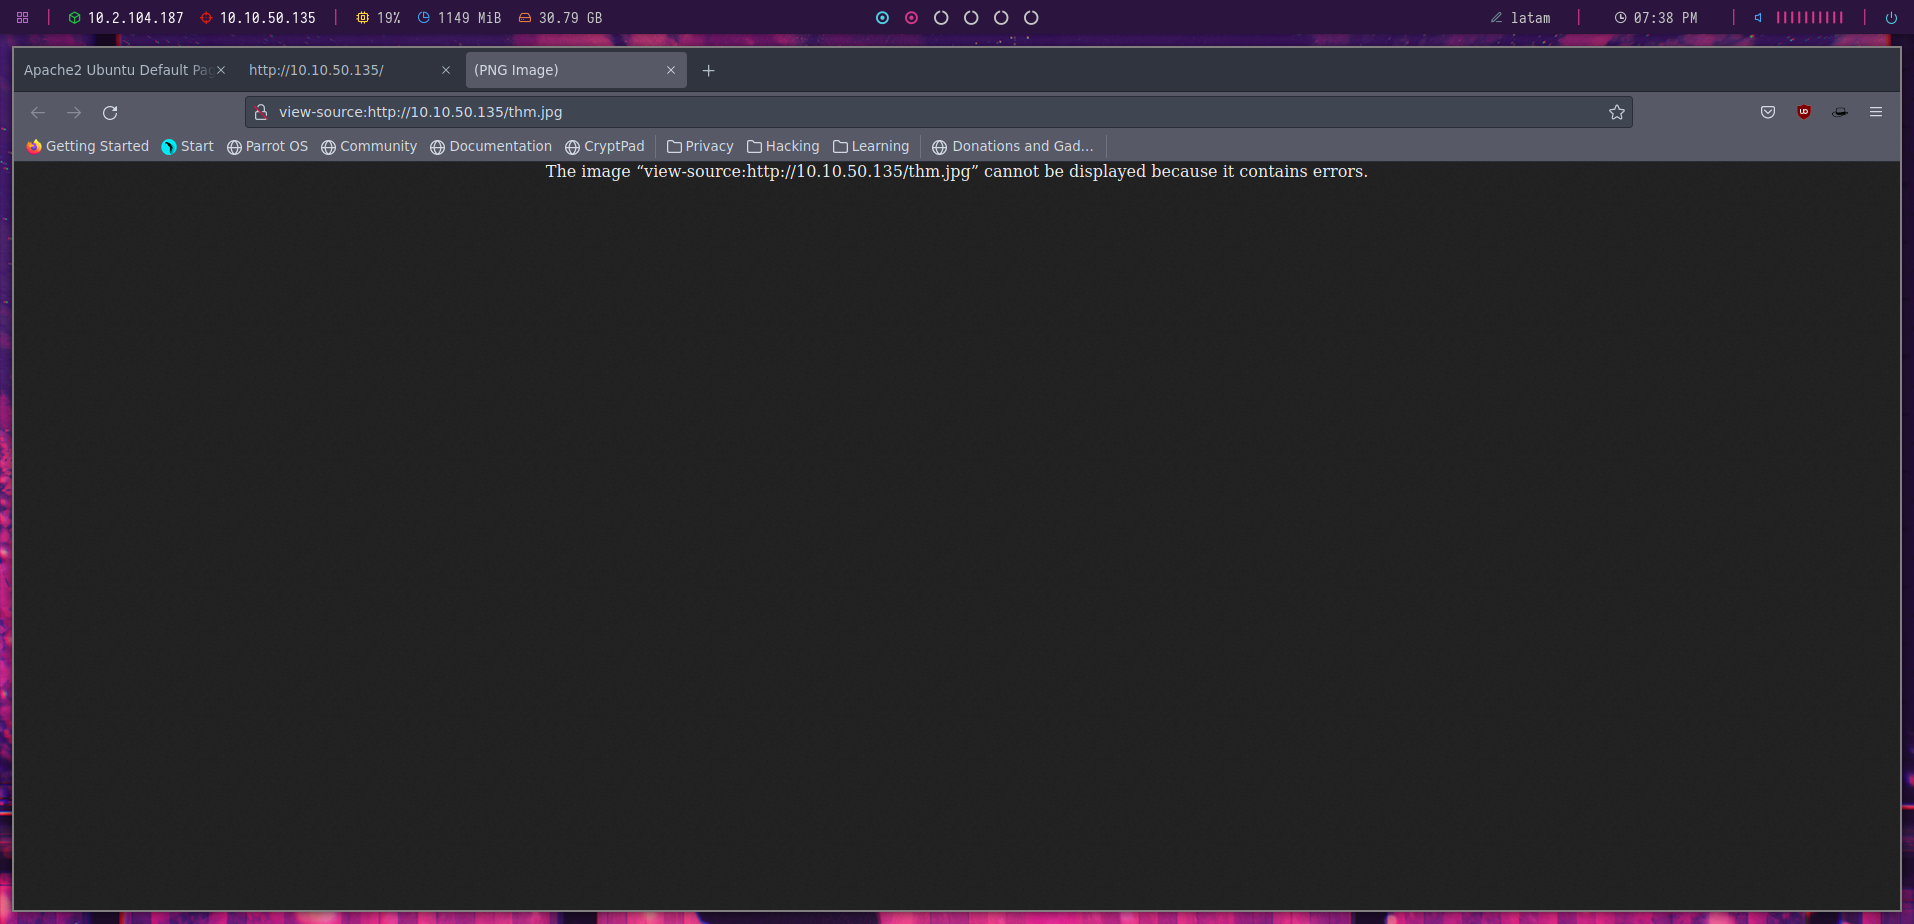 10.2.104.187 10.10.50.135 19% 1149 MiB 30.79 GB latam 07:38 PM
Apache2 Ubuntu Default Pag http://10.10.50.135/ (PNG Image)
view-source:http://10.10.50.135/thm.jpg
Getting Started Start Parrot OS Community Documentation CryptPad Privacy Hacking Learning Donations and Gad...
The image “view-source:http://10.10.50.135/thm.jpg” cannot be displayed because it contains errors.